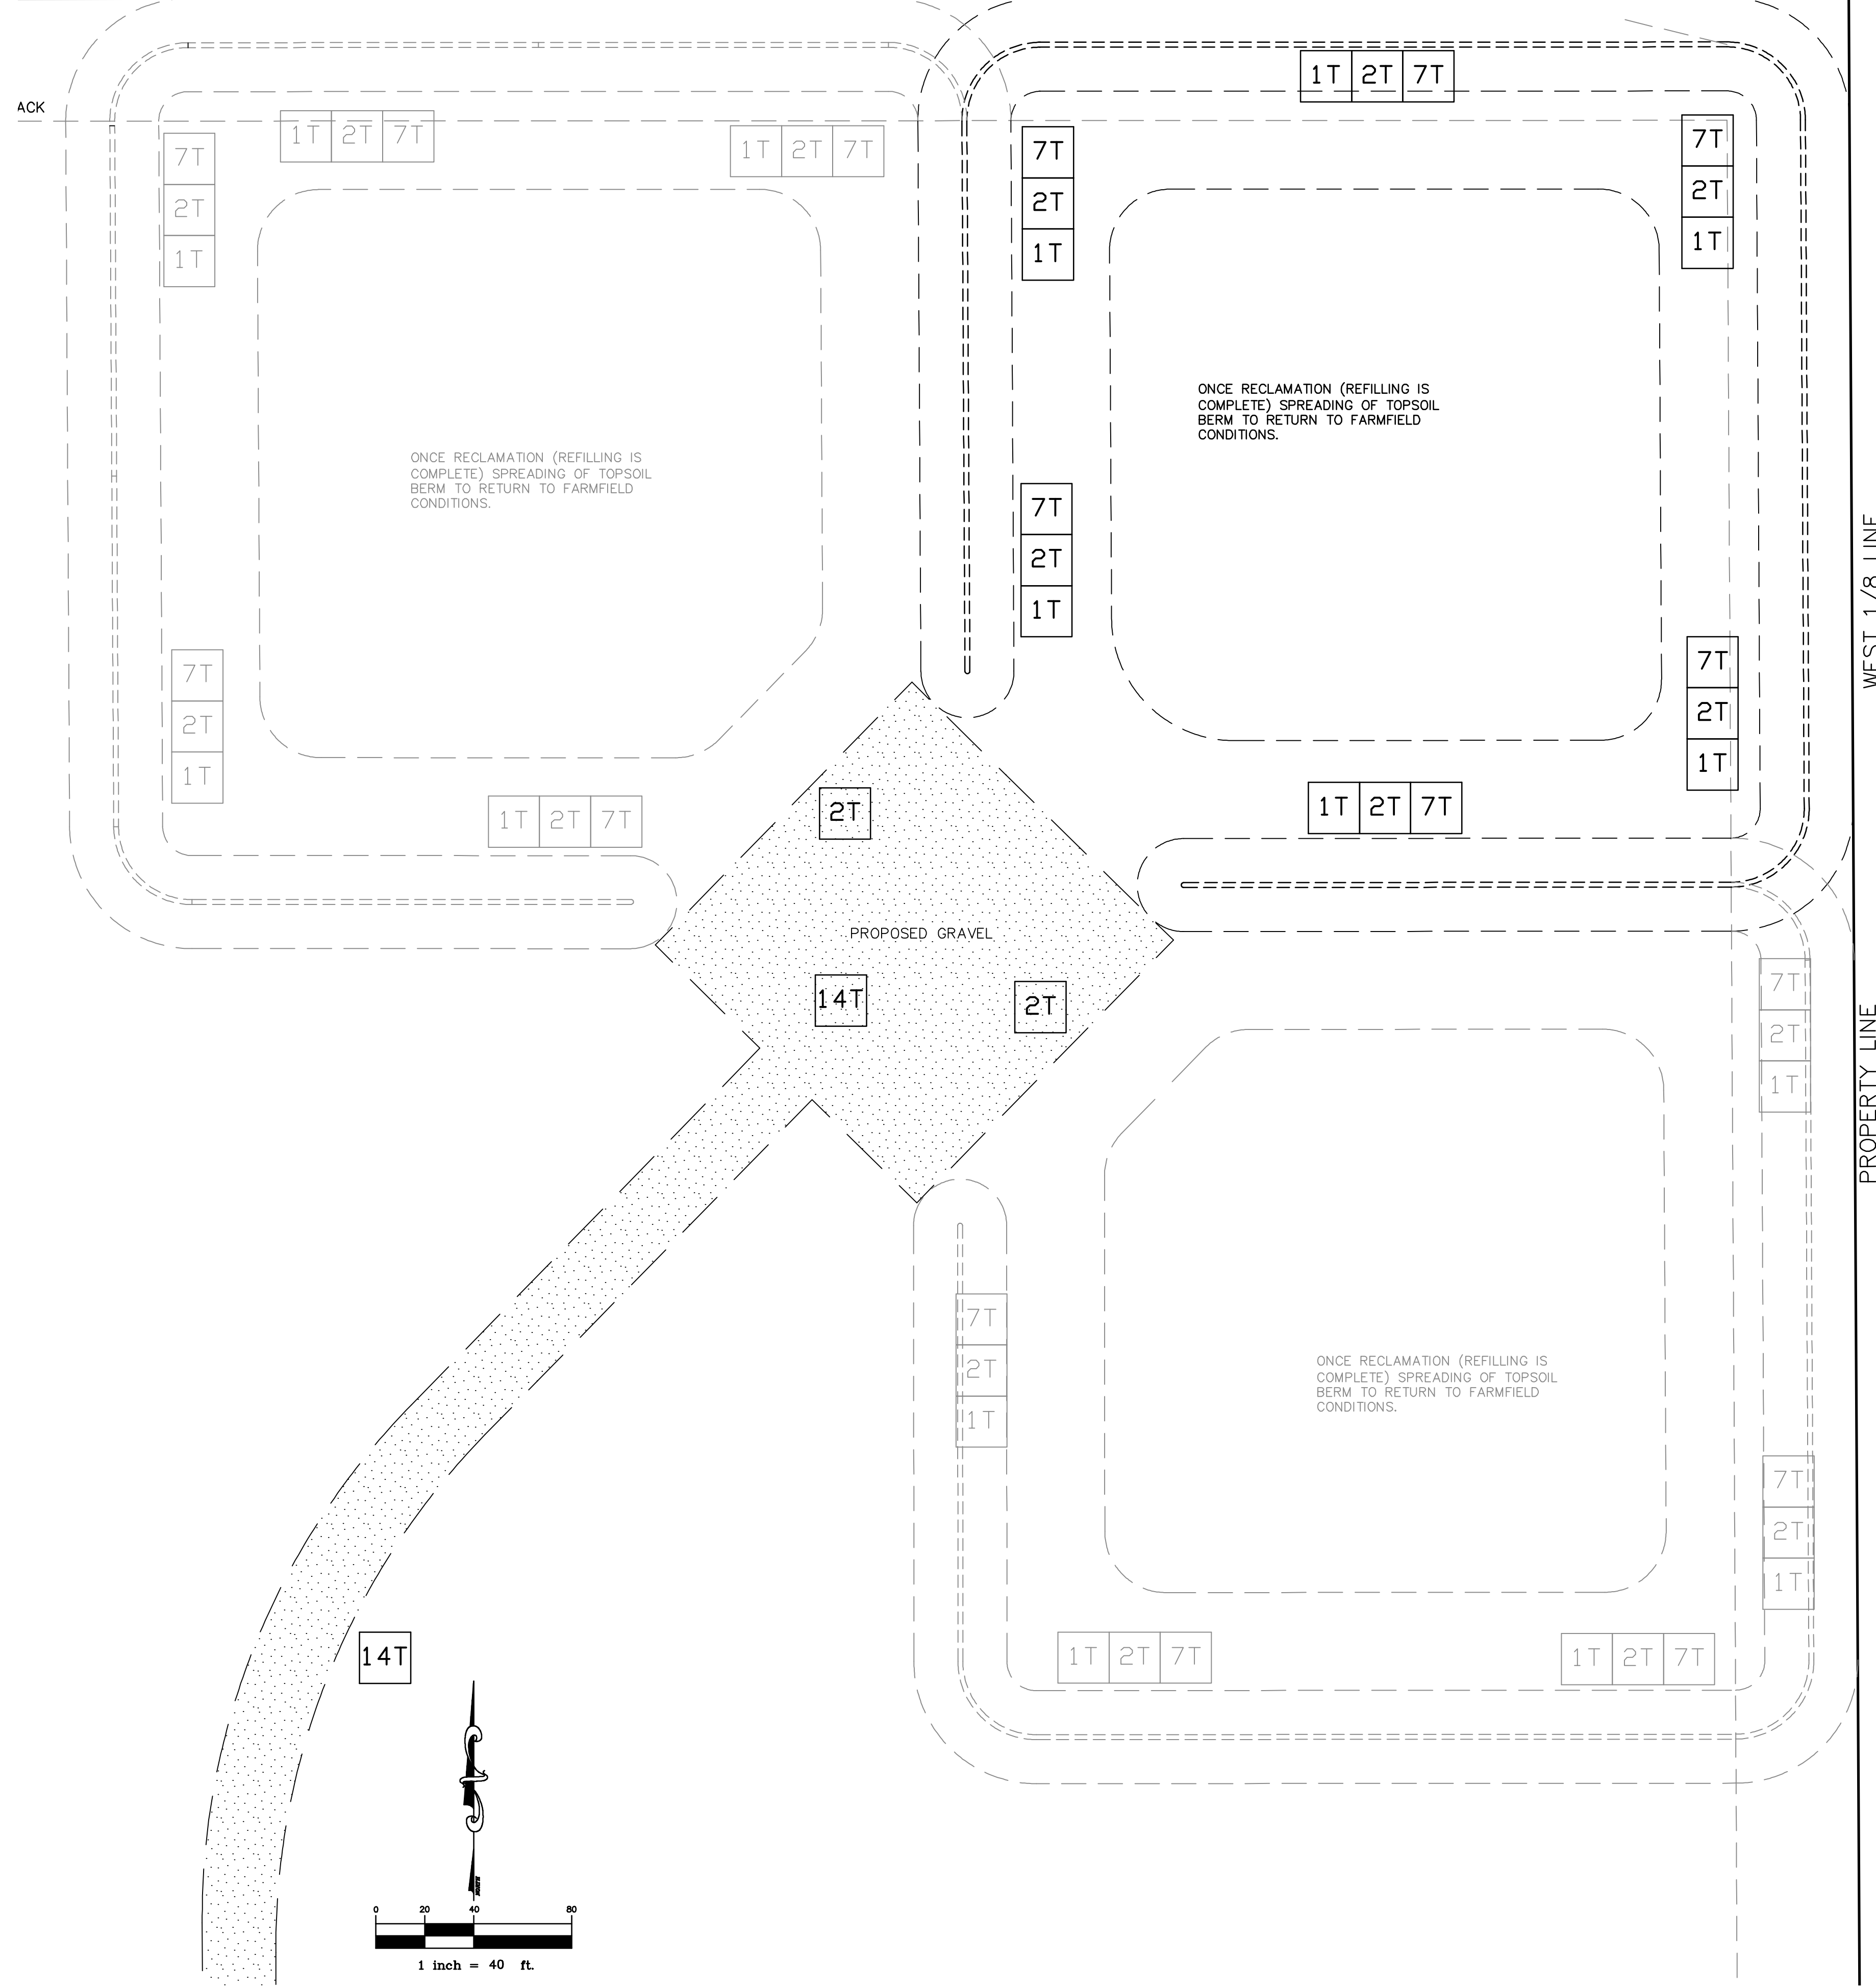 ACK
1T 2T 7T
1T 2T 7T
1T 2T 7T
7T
2T
1T
7T
2T
1T
7T
2T
1T
ONCE RECLAMATION (REFILLING IS
COMPLETE) SPREADING OF TOPSOIL
BERM TO RETURN TO FARMFIELD
CONDITIONS.
ONCE RECLAMATION (REFILLING IS
COMPLETE) SPREADING OF TOPSOIL
BERM TO RETURN TO FARMFIELD
CONDITIONS.
7T
2T
1T
WEST 1/8 LINE
7T
2T
1T
7T
2T
1T
1T 2T 7T
2T
1T 2T 7T
PROPOSED GRAVEL
14T
2T
7T
2T
1T
PROPERTY LINE
7T
2T
1T
ONCE RECLAMATION (REFILLING IS
COMPLETE) SPREADING OF TOPSOIL
BERM TO RETURN TO FARMFIELD
CONDITIONS.
7T
2T
1T
14T
1T 2T 7T
1T 2T 7T
0 20 40 80
1 inch = 40 ft.